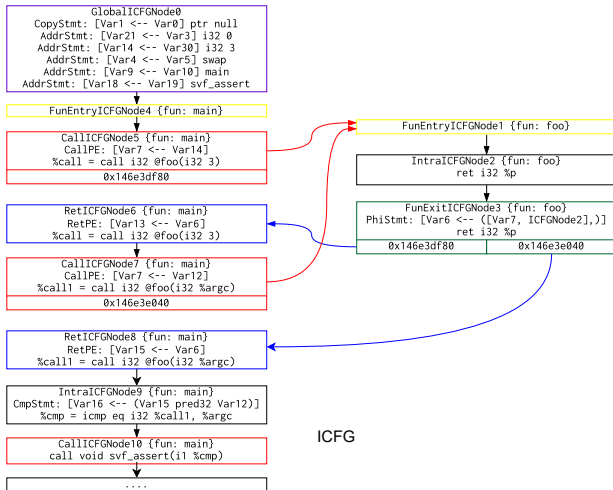 GlobalICFGNode0
CopyStmt: [Var1 <-- Var0] ptr null
AddrStmt: [Var21 <-- Var3] i32 0
AddrStmt: [Var14 <-- Var30] i32 3
AddrStmt: [Var4 <-- Var5] swap
AddrStmt: [Var9 <-- Var10] main
AddrStmt: [Var18 <-- Var19] svf_assert
FunEntryICFGNode4 {fun: main}
CallICFGNode5 {fun: main}
CallPE: [Var7 <-- Var14]
%call = call i32 @foo(i32 3)
0x146e3df80
RetICFGNode6 {fun: main}
RetPE: [Var13 <-- Var6]
%call = call i32 @foo(i32 3)
CallICFGNode7 {fun: main}
CallPE: [Var7 <-- Var12]
%call1 = call i32 @foo(i32 %argc)
0x146e3e040
RetICFGNode8 {fun: main}
RetPE: [Var15 <-- Var6]
%call1 = call i32 @foo(i32 %argc)
IntraICFGNode9 {fun: main}
CmpStmt: [Var16 <-- (Var15 pred32 Var12)]
%cmp = icmp eq i32 %call1, %argc
CallICFGNode10 {fun: main}
call void svf_assert(i1 %cmp)
....
FunEntryICFGNode1 {fun: foo}
IntraICFGNode2 {fun: foo}
ret i32 %p
FunExitICFGNode3 {fun: foo}
PhiStmt: [Var6 <-- ([Var7, ICFGNode2],)]
ret i32 %p
0x146e3df80 0x146e3e040
ICFG